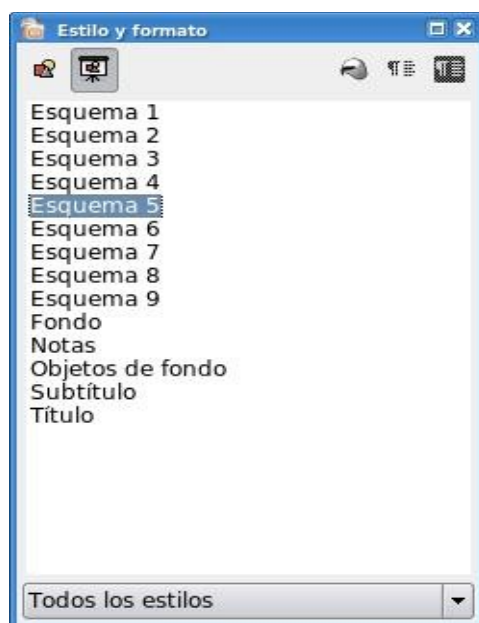 Estilo y formato
Esquema 1
Esquema 2
Esquema 3
Esquema 4
Esquema 5
Esquema 6
Esquema 7
Esquema 8
Esquema 9
Fondo
Notas
Objetos de fondo
Subtítulo
Título
Todos los estilos